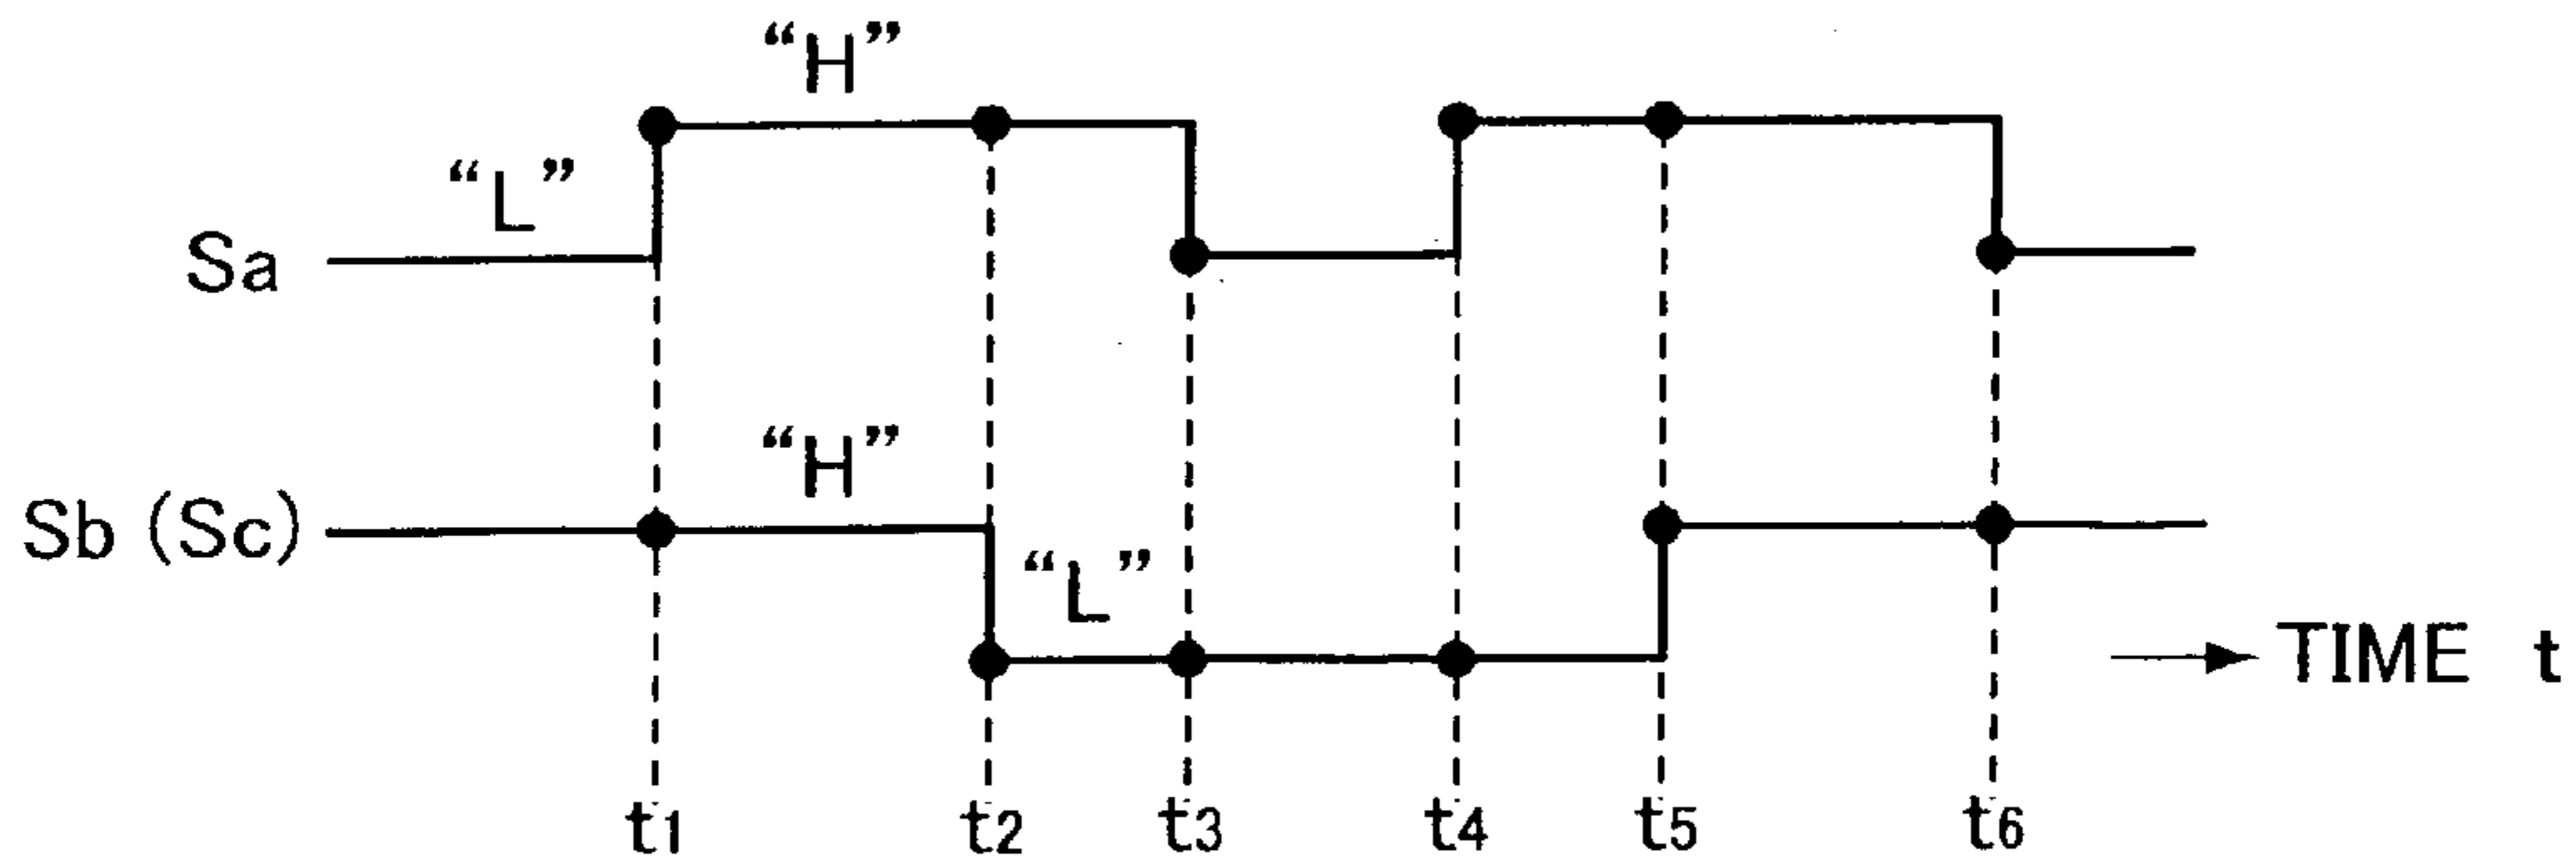 “H”
“L”
Sa
“H”
Sb (Sc)
“L”
TIME t
t1 t2 t3 t4 t5 t6